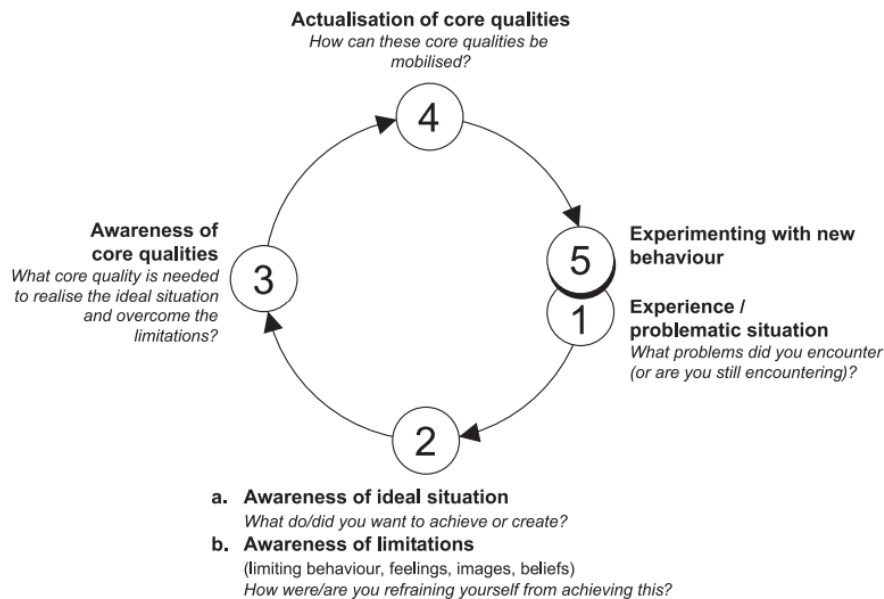 Actualisation of core qualities
How can these core qualities be
mobilised?
4
Awareness of
core qualities
What core quality is needed
to realise the ideal situation
and overcome the
limitations?
3
5
Experimenting with new
behaviour
1
Experience /
problematic situation
What problems did you encounter
(or are you still encountering)?
2
a. Awareness of ideal situation
What do/did you want to achieve or create?
b. Awareness of limitations
(limiting behaviour, feelings, images, beliefs)
How were/are you refraining yourself from achieving this?